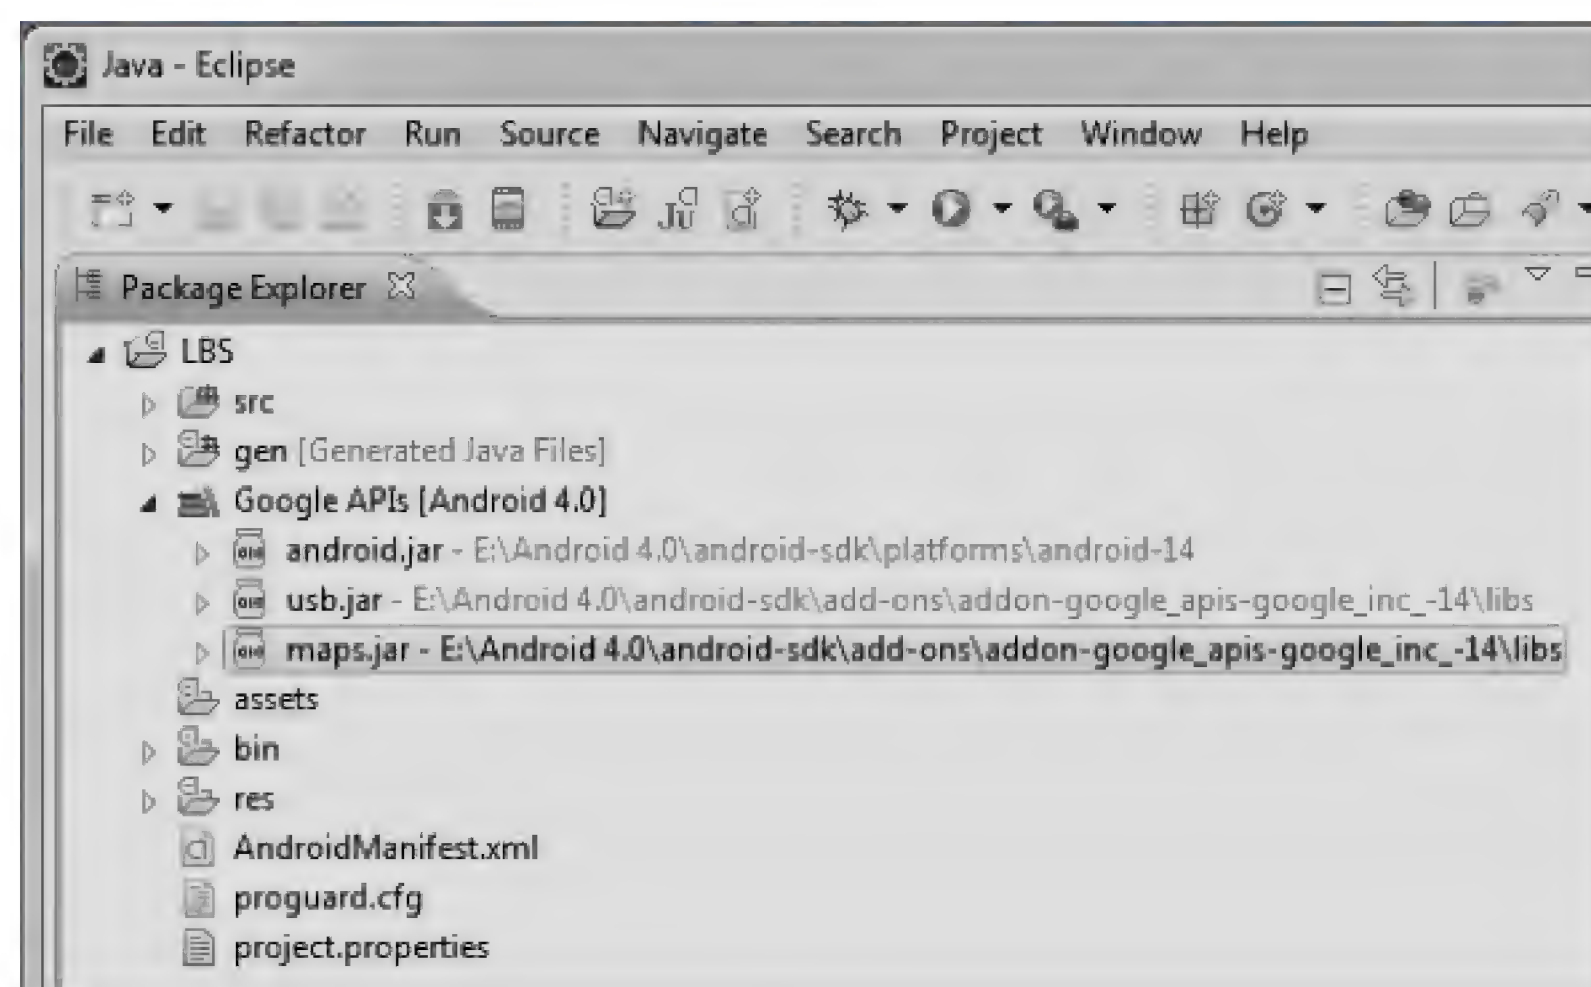 Java - Eclipse
File Edit Refactor Run Source Navigate Search Project Window Help
Package Explorer
LBS
src
gen [Generated Java Files]
Google APIs [Android 4.0]
android.jar - E:\Android 4.0\android-sdk\platforms\android-14
usb.jar - E:\Android 4.0\android-sdk\add-ons\addon-google_apis-google_inc_-14\libs
maps.jar - E:\Android 4.0\android-sdk\add-ons\addon-google_apis-google_inc_-14\libs
assets
bin
res
AndroidManifest.xml
proguard.cfg
project.properties